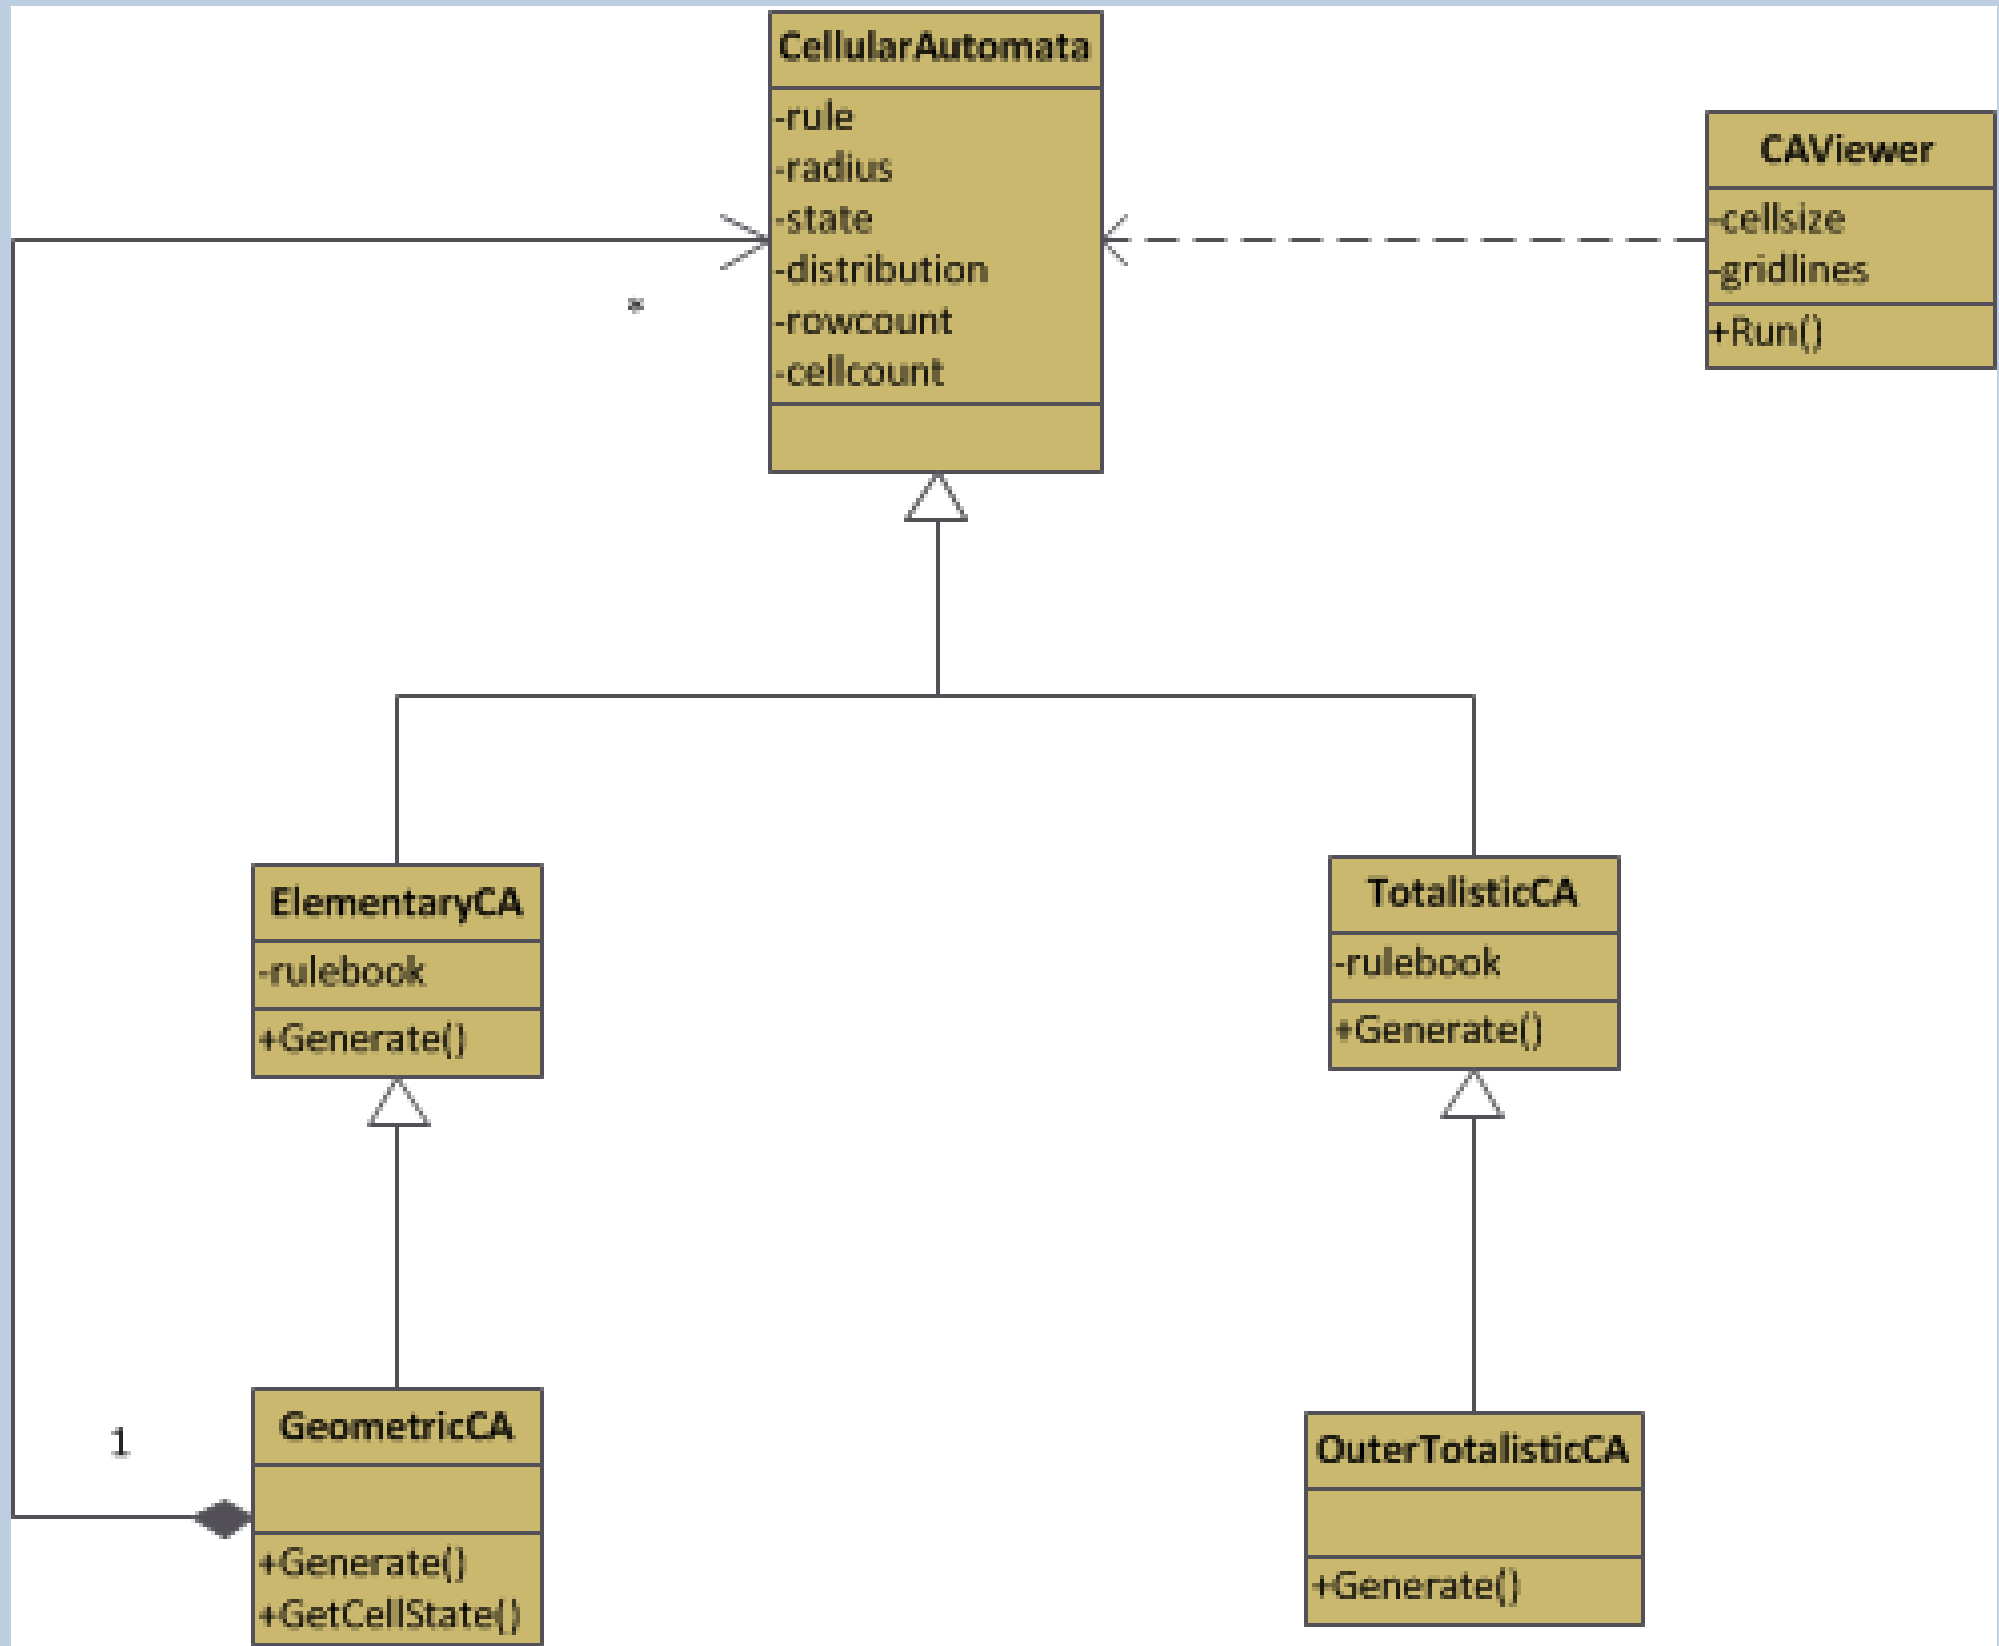 CellularAutomata
-rule
-radius
-state
-distribution
-rowcount
-cellcount
CAViewer
-cellsize
-gridlines
+Run()
*
ElementaryCA
-rulebook
+Generate()
TotalisticCA
-rulebook
+Generate()
1
GeometricCA
+Generate()
+GetCellState()
OuterTotalisticCA
+Generate()